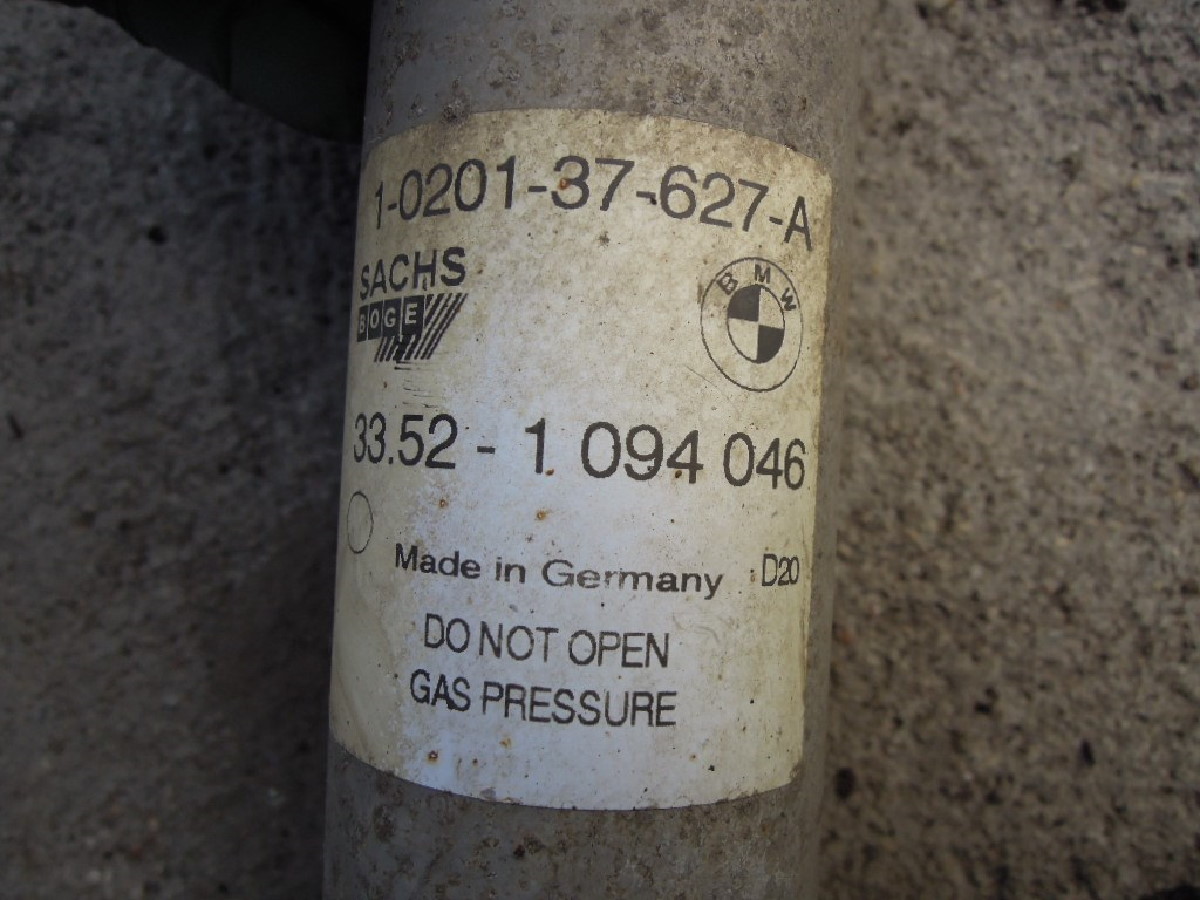 1-0201-37-627-A
SACHS
BOGE
BMW
33.52 - 1 094 046
Made in Germany D20
DO NOT OPEN
GAS PRESSURE